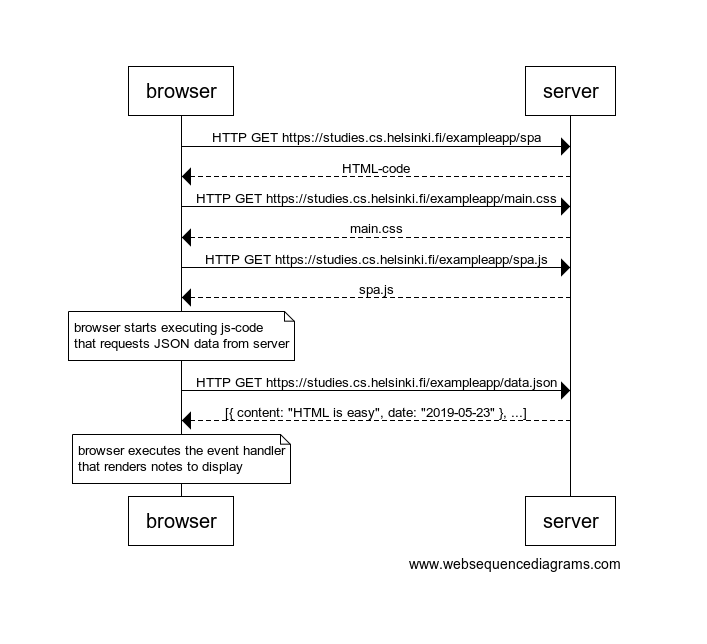 browser
server
HTTP GET https://studies.cs.helsinki.fi/exampleapp/spa
HTML-code
HTTP GET https://studies.cs.helsinki.fi/exampleapp/main.css
main.css
HTTP GET https://studies.cs.helsinki.fi/exampleapp/spa.js
spa.js
browser starts executing js-code
that requests JSON data from server
HTTP GET https://studies.cs.helsinki.fi/exampleapp/data.json
[{ content: "HTML is easy", date: "2019-05-23" }, ...]
browser executes the event handler
that renders notes to display
browser
server
www.websequencediagrams.com